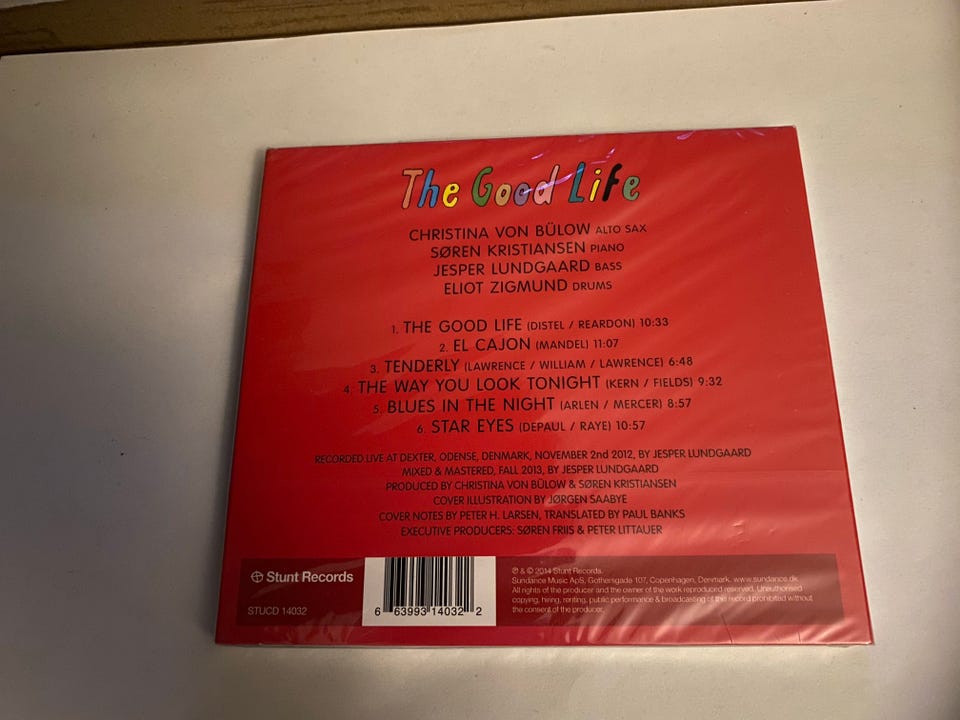 The Good Life
CHRISTINA VON BÜLOW ALTO SAX
SØREN KRISTIANSEN PIANO
JESPER LUNDGAARD BASS
ELIOT ZIGMUND DRUMS
1. THE GOOD LIFE (DISTEL / REARDON) 10:33
2. EL CAJON (MANDEL) 11:07
3. TENDERLY (LAWRENCE / WILLIAM / LAWRENCE) 6:48
4. THE WAY YOU LOOK TONIGHT (KERN / FIELDS) 9:32
5. BLUES IN THE NIGHT (ARLEN / MERCER) 8:57
6. STAR EYES (DEPAUL / RAYE) 10:57
RECORDED LIVE AT DEXTER, ODENSE, DENMARK, NOVEMBER 2nd 2012, BY JESPER LUNDGAARD
MIXED & MASTERED, FALL 2013, BY JESPER LUNDGAARD
PRODUCED BY CHRISTINA VON BÜLOW & SØREN KRISTIANSEN
COVER ILLUSTRATION BY JØRGEN SAABYE
COVER NOTES BY PETER H. LARSEN, TRANSLATED BY PAUL BANKS
EXECUTIVE PRODUCERS: SØREN FRIIS & PETER LITTAUER
Stunt Records
STUCD 14032
6 63993 14032 2
℗ & © 2014 Stunt Records.
Sundance Music ApS, Gothersgade 107, Copenhagen, Denmark. www.sundance.dk
All rights of the producer and the owner of the work reproduced reserved. Unauthorised
copying, hiring, renting, public performance & broadcasting of this record prohibited without
the consent of the producer.